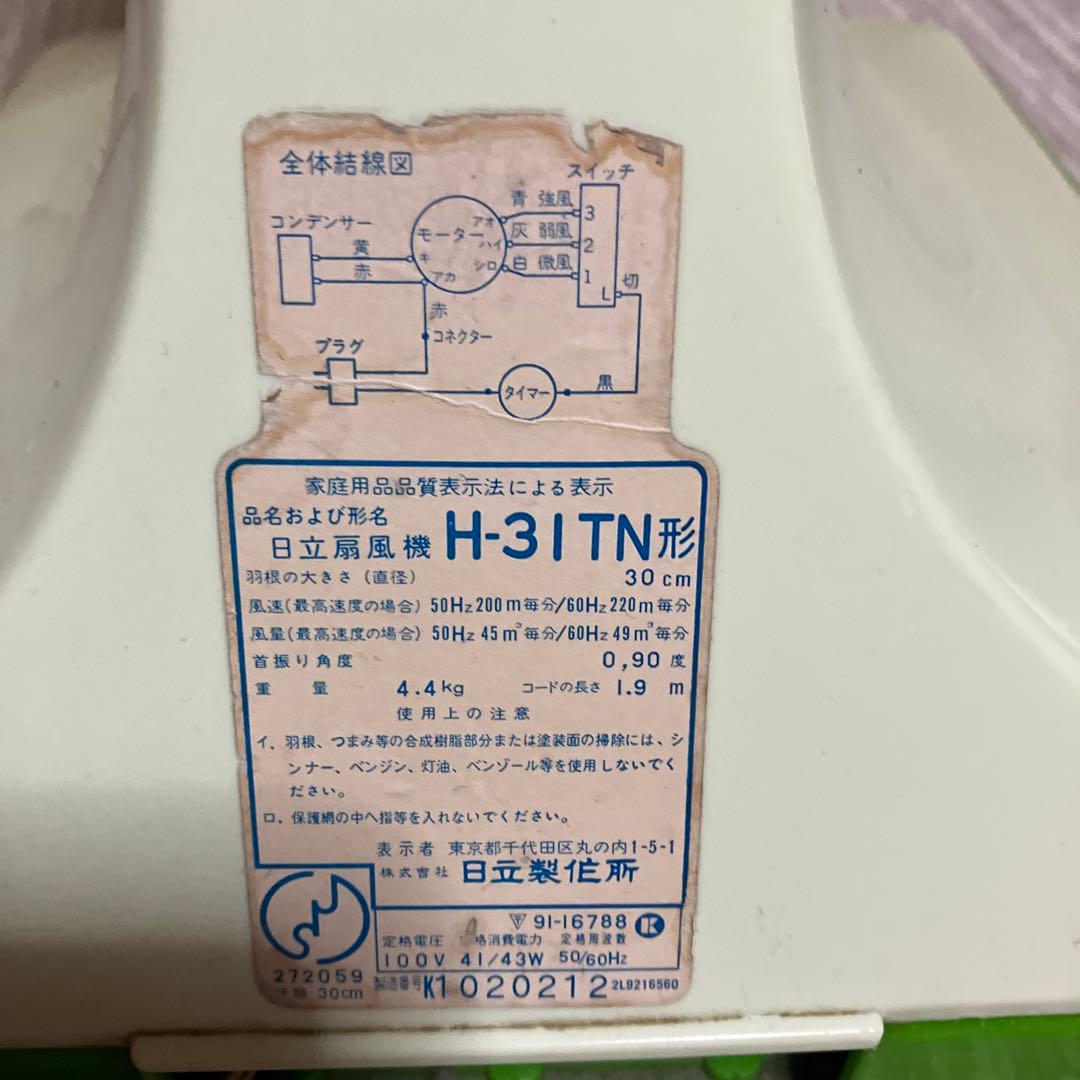 全体結線図
スイッチ
コンデンサー
黄
赤
モーター
アオ
ハイ
シロ
キ
アカ
青 強風 3
灰 弱風 2
白 微風 1
L 切
赤
コネクター
プラグ
タイマー
黒
家庭用品品質表示法による表示
品名および形名
日立扇風機 H-31TN形
羽根の大きさ(直径) 30cm
風速(最高速度の場合) 50Hz 200m毎分/60Hz 220m毎分
風量(最高速度の場合) 50Hz 45m³毎分/60Hz 49m³毎分
首振り角度 0,90度
重量 4.4kg コードの長さ 1.9 m
使用上の注意
イ. 羽根、つまみ等の合成樹脂部分または塗装面の掃除には、シ
ンナー、ベンジン、灯油、ベンゾール等を使用しないでく
ださい。
ロ. 保護網の中へ指等を入れないでください。
表示者 東京都千代田区丸の内1-5-1
株式會社 日立製作所
〒 91-16788 K
定格電圧 格消費電力 定格周波数
100V 41/43W 50/60Hz
272059
30cm
製造番号 K1020212 2L9216560